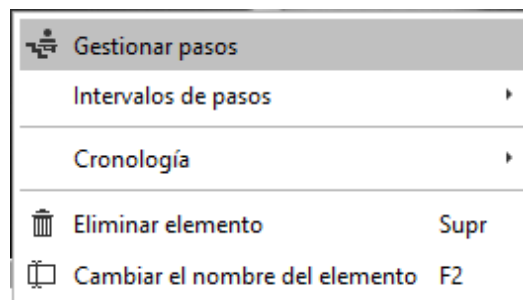 Gestionar pasos
Intervalos de pasos
Cronología
Eliminar elemento Supr
Cambiar el nombre del elemento F2